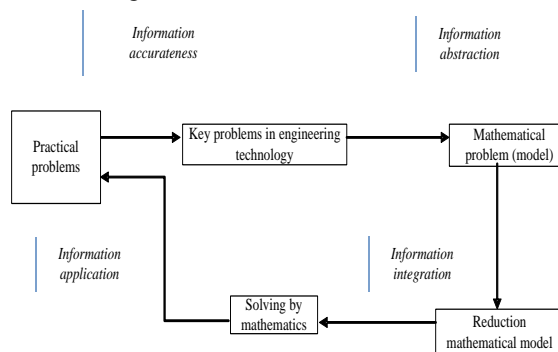 Information
accurateness
Information
abstraction
Practical
problems
Key problems in engineering
technology
Mathematical
problem (model)
Information
application
Information
integration
Solving by
mathematics
Reduction
mathematical model